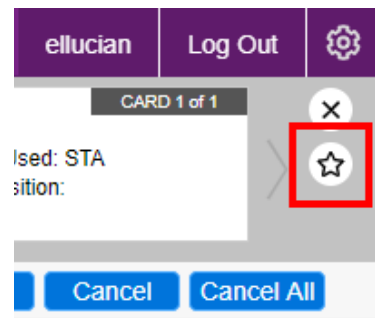 ellucian Log Out
CARD 1 of 1
Used: STA
sition:
Cancel Cancel All